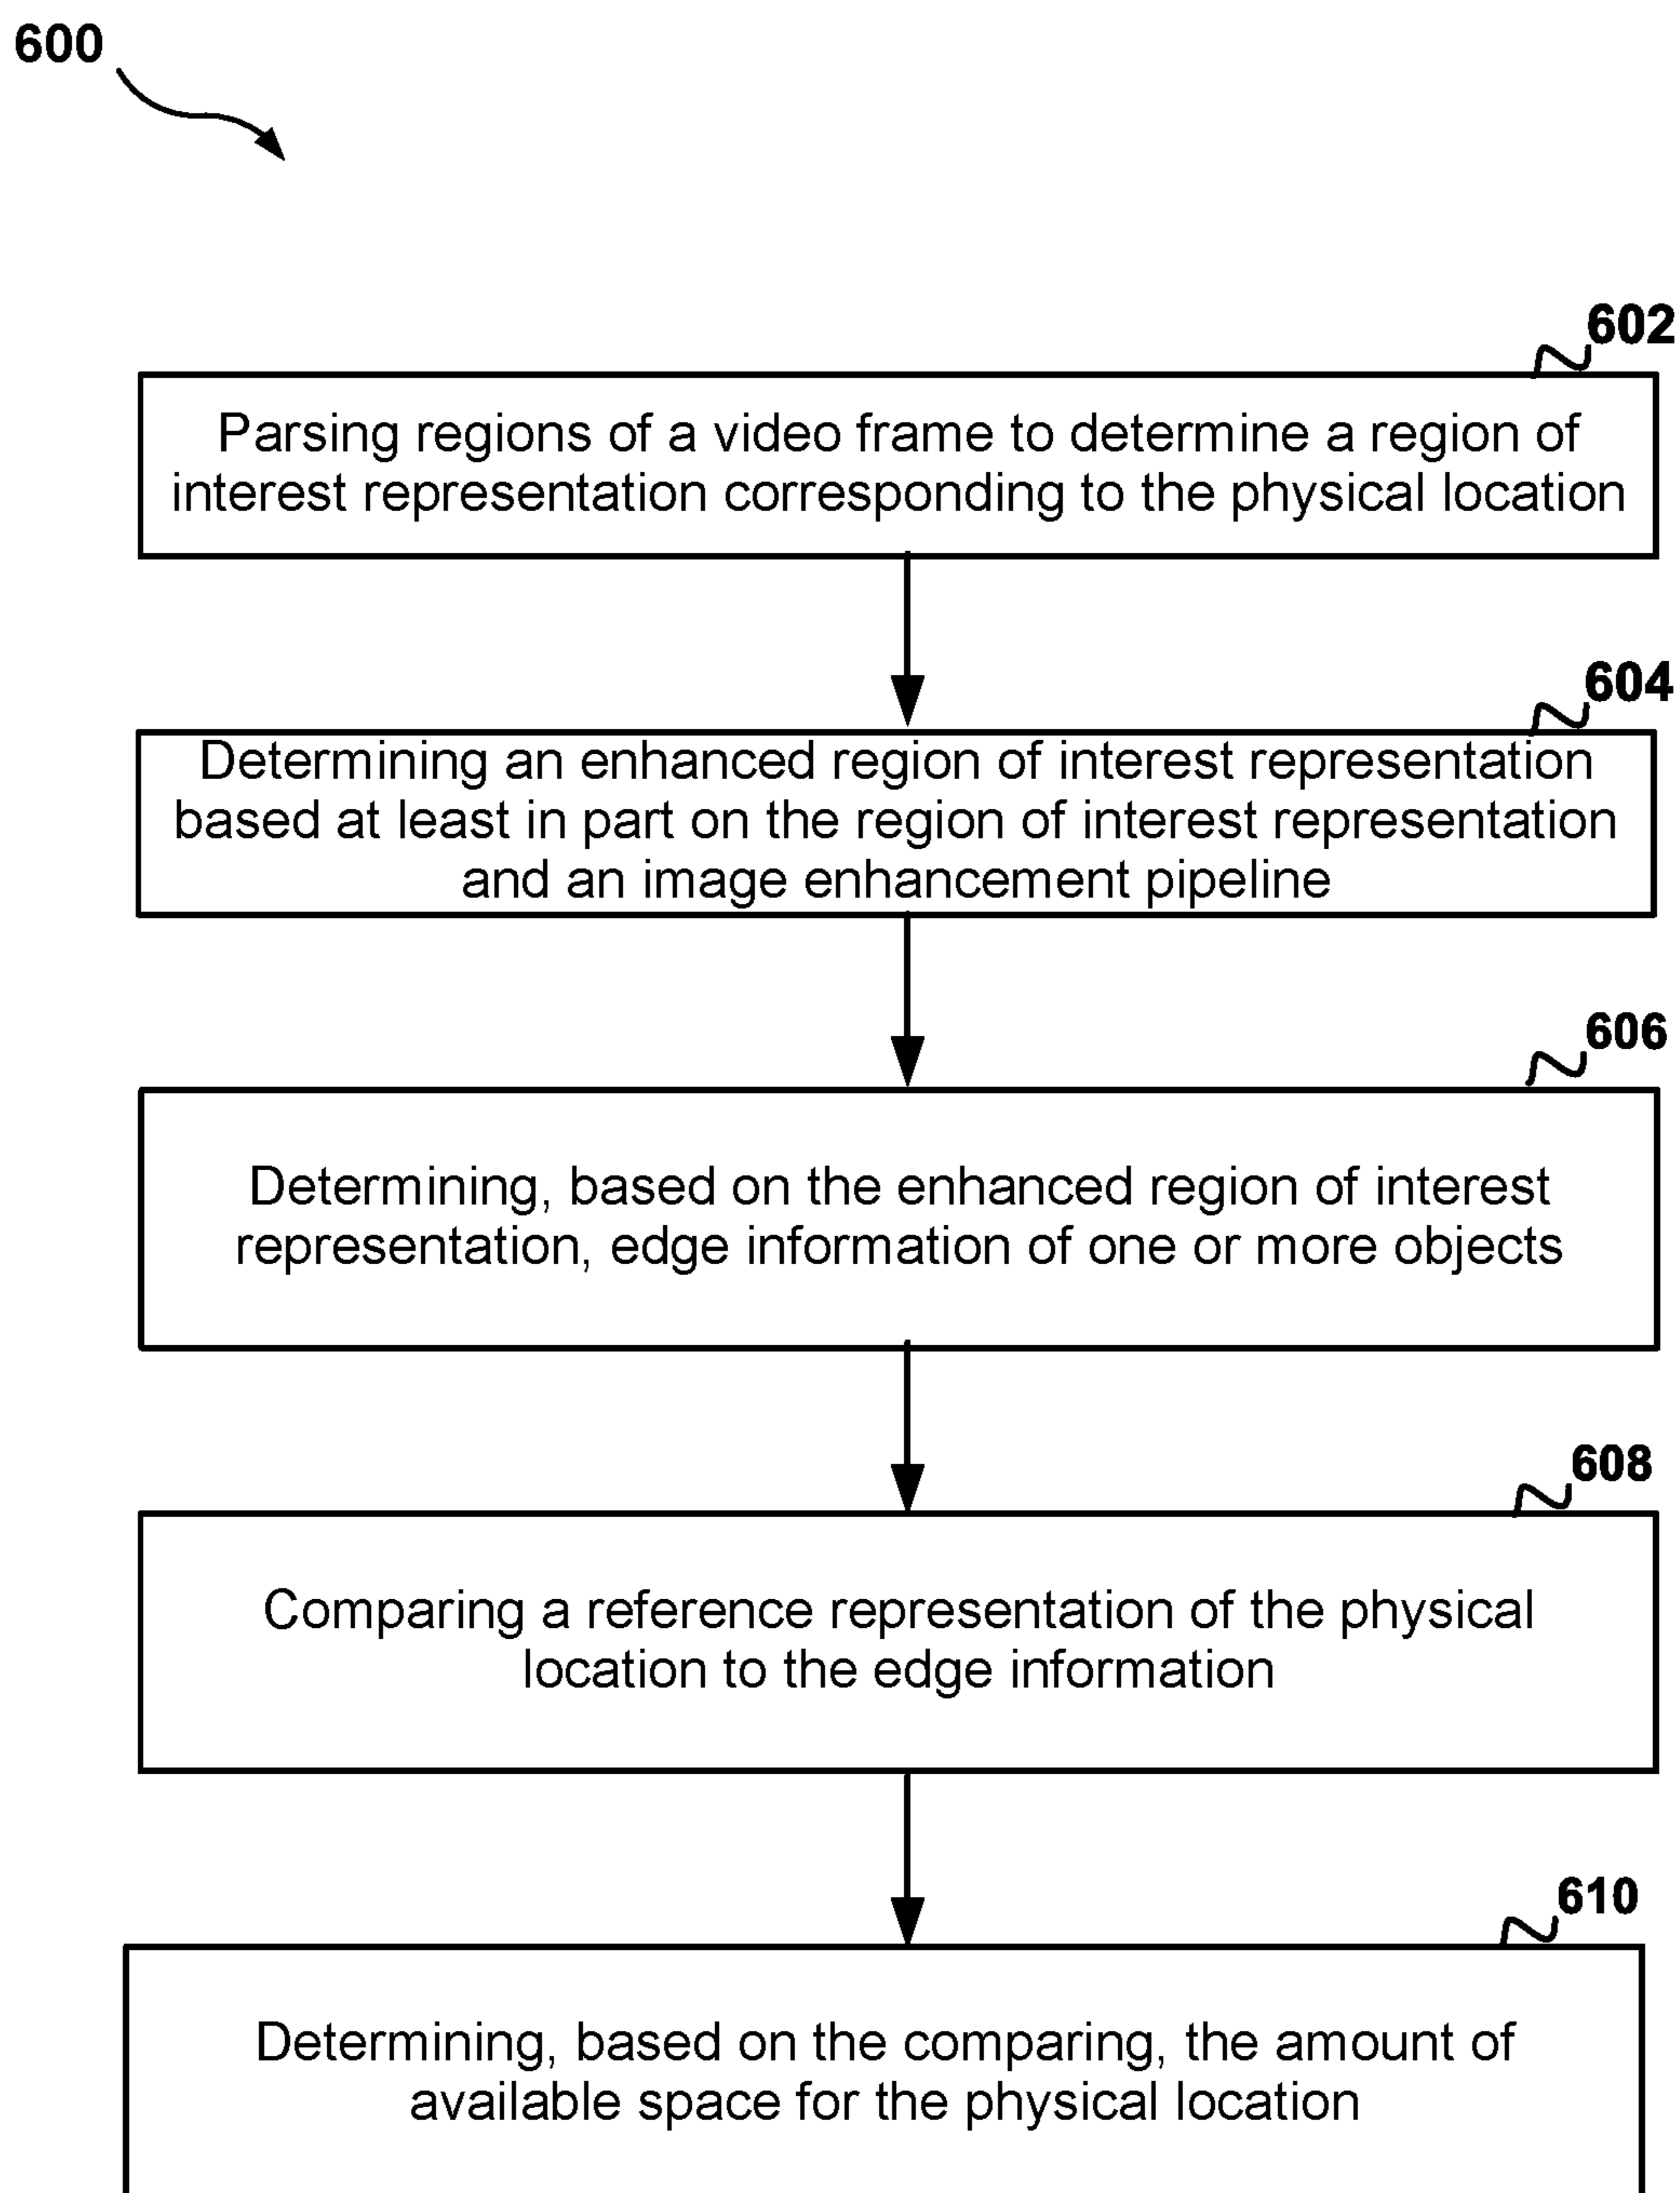 600
602
Parsing regions of a video frame to determine a region of
interest representation corresponding to the physical location
604
Determining an enhanced region of interest representation
based at least in part on the region of interest representation
and an image enhancement pipeline
606
Determining, based on the enhanced region of interest
representation, edge information of one or more objects
608
Comparing a reference representation of the physical
location to the edge information
610
Determining, based on the comparing, the amount of
available space for the physical location